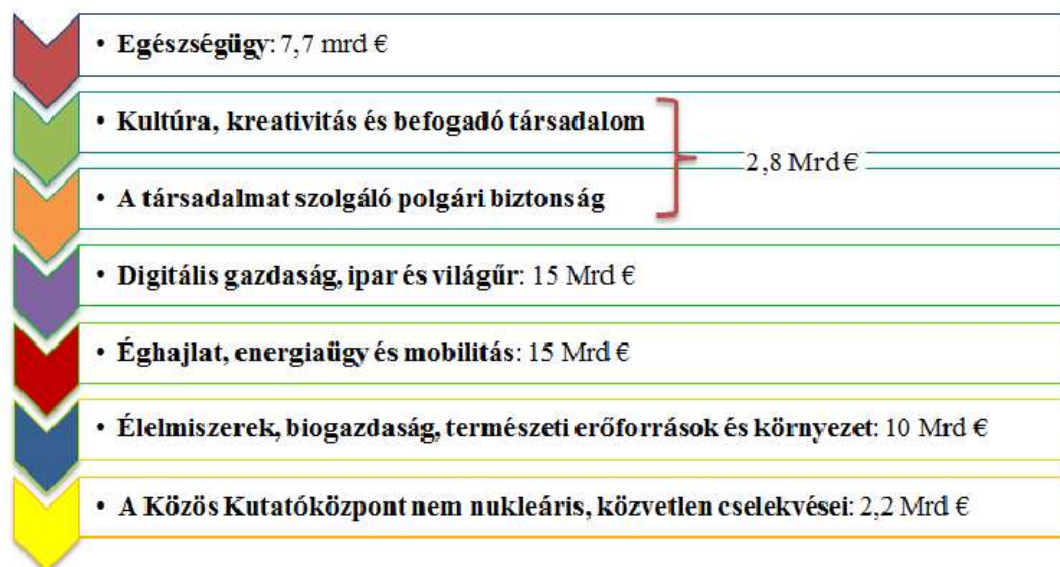 • Egészségügy: 7,7 mrd €
• Kultúra, kreativitás és befogadó társadalom
2,8 Mrd €
• A társadalmat szolgáló polgári biztonság
• Digitális gazdaság, ipar és világűr: 15 Mrd €
• Éghajlat, energiaügy és mobilitás: 15 Mrd €
• Élelmiszerek, biogazdaság, természeti erőforrások és környezet: 10 Mrd €
• A Közös Kutatóközpont nem nukleáris, közvetlen cselekvései: 2,2 Mrd €